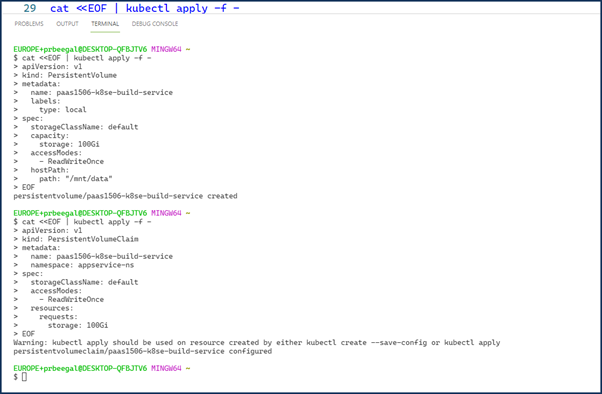 29 cat <<EOF | kubectl apply -f -
PROBLEMS OUTPUT TERMINAL DEBUG CONSOLE
EUROPE+prbeegal@DESKTOP-QFBJTV6 MINGW64 ~
$ cat <<EOF | kubectl apply -f -
> apiVersion: v1
> kind: PersistentVolume
> metadata:
>   name: paas1506-k8se-build-service
>   labels:
>     type: local
> spec:
>   storageClassName: default
>   capacity:
>     storage: 100Gi
>   accessModes:
>     - ReadWriteOnce
>   hostPath:
>     path: "/mnt/data"
> EOF
persistentvolume/paas1506-k8se-build-service created
EUROPE+prbeegal@DESKTOP-QFBJTV6 MINGW64 ~
$ cat <<EOF | kubectl apply -f -
> apiVersion: v1
> kind: PersistentVolumeClaim
> metadata:
>   name: paas1506-k8se-build-service
>   namespace: appservice-ns
> spec:
>   storageClassName: default
>   accessModes:
>     - ReadWriteOnce
>   resources:
>     requests:
>       storage: 100Gi
> EOF
Warning: kubectl apply should be used on resource created by either kubectl create --save-config or kubectl apply
persistentvolumeclaim/paas1506-k8se-build-service configured
EUROPE+prbeegal@DESKTOP-QFBJTV6 MINGW64 ~
$